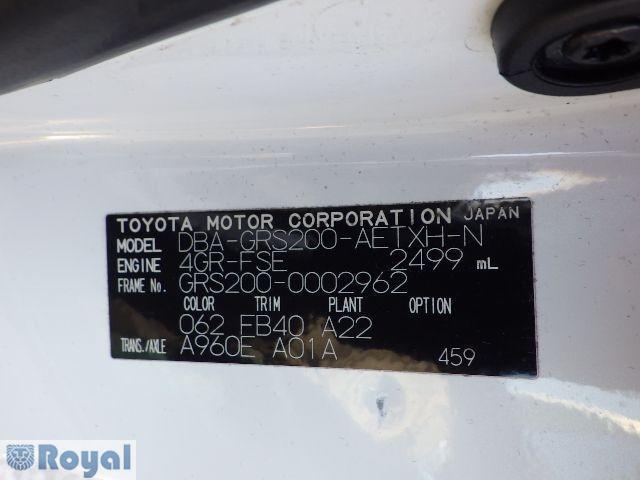 TOYOTA MOTOR CORPORATION JAPAN
MODEL DBA-GRS200-AETXH-N
ENGINE 4GR-FSE 2499 mL
FRAME No. GRS200-0002962
COLOR TRIM PLANT OPTION
062 FB40 A22
TRANS./AXLE A960E A01A 459
Royal